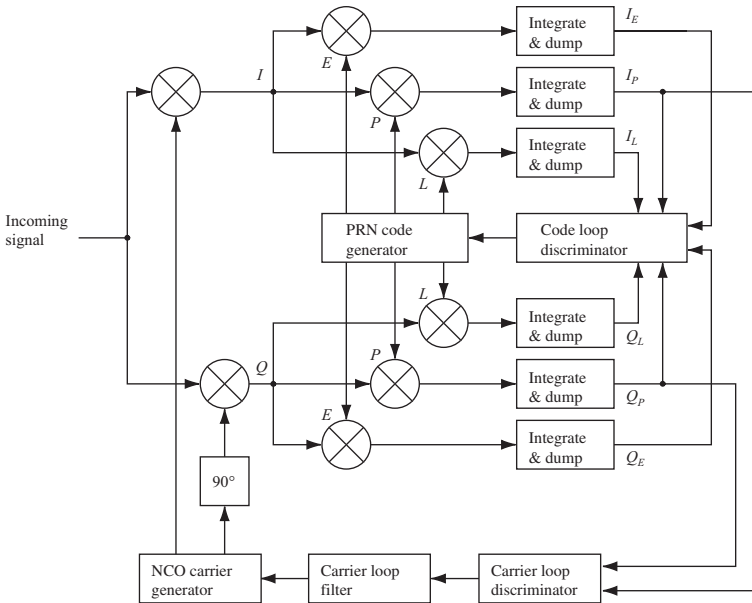 Integrate
& dump
I_E
E
I
Integrate
& dump
I_P
P
Integrate
& dump
I_L
L
Incoming
signal
PRN code
generator
Code loop
discriminator
L
Integrate
& dump
Q_L
P
Q
Integrate
& dump
Q_P
E
Integrate
& dump
Q_E
90°
NCO carrier
generator
Carrier loop
filter
Carrier loop
discriminator